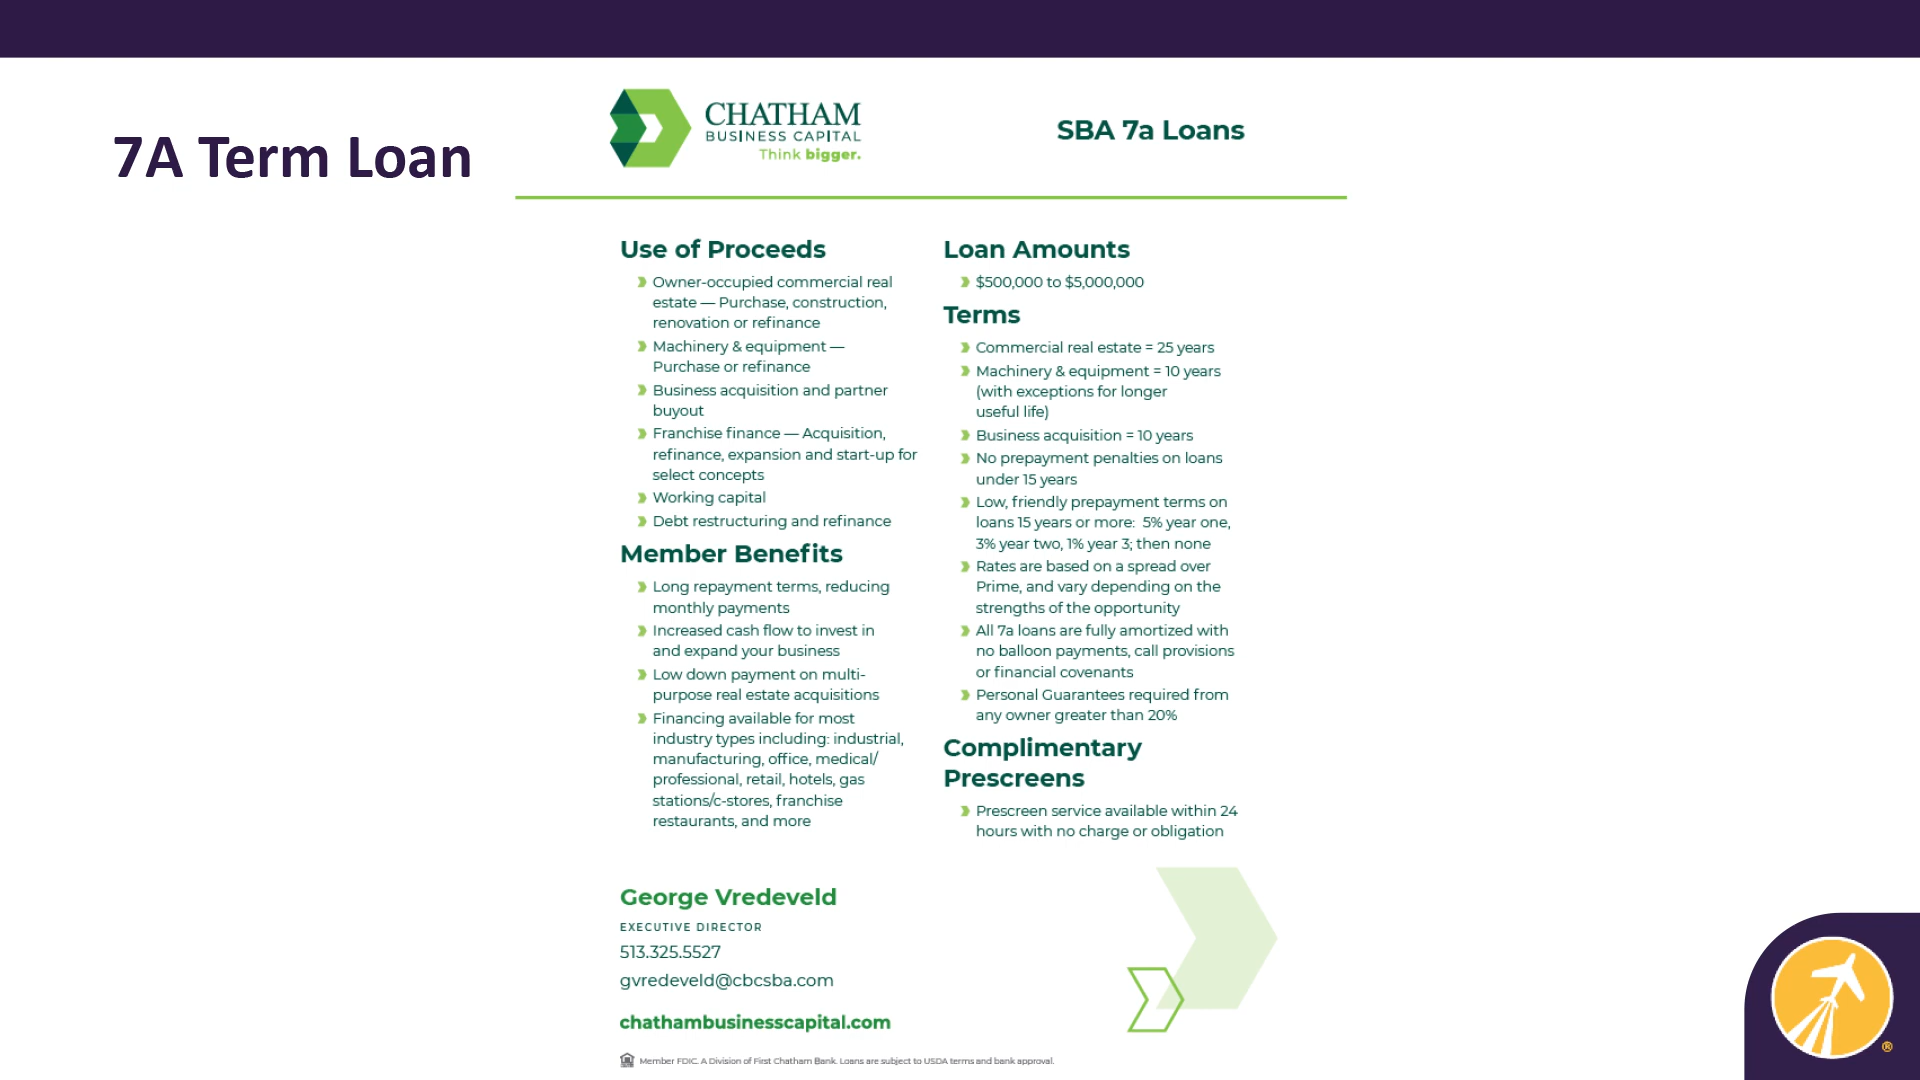 7A Term Loan
CHATHAM
BUSINESS CAPITAL
Think bigger.
SBA 7a Loans
Use of Proceeds
Owner-occupied commercial real
estate — Purchase, construction,
renovation or refinance
Machinery & equipment —
Purchase or refinance
Business acquisition and partner
buyout
Franchise finance — Acquisition,
refinance, expansion and start-up for
select concepts
Working capital
Debt restructuring and refinance
Member Benefits
Long repayment terms, reducing
monthly payments
Increased cash flow to invest in
and expand your business
Low down payment on multi-
purpose real estate acquisitions
Financing available for most
industry types including: industrial,
manufacturing, office, medical/
professional, retail, hotels, gas
stations/c-stores, franchise
restaurants, and more
Loan Amounts
$500,000 to $5,000,000
Terms
Commercial real estate = 25 years
Machinery & equipment = 10 years
(with exceptions for longer
useful life)
Business acquisition = 10 years
No prepayment penalties on loans
under 15 years
Low, friendly prepayment terms on
loans 15 years or more: 5% year one,
3% year two, 1% year 3; then none
Rates are based on a spread over
Prime, and vary depending on the
strengths of the opportunity
All 7a loans are fully amortized with
no balloon payments, call provisions
or financial covenants
Personal Guarantees required from
any owner greater than 20%
Complimentary
Prescreens
Prescreen service available within 24
hours with no charge or obligation
George Vredeveld
EXECUTIVE DIRECTOR
513.325.5527
gvredeveld@cbcsba.com
chathambusinesscapital.com
Member FDIC. A Division of First Chatham Bank. Loans are subject to USDA terms and bank approval.
®